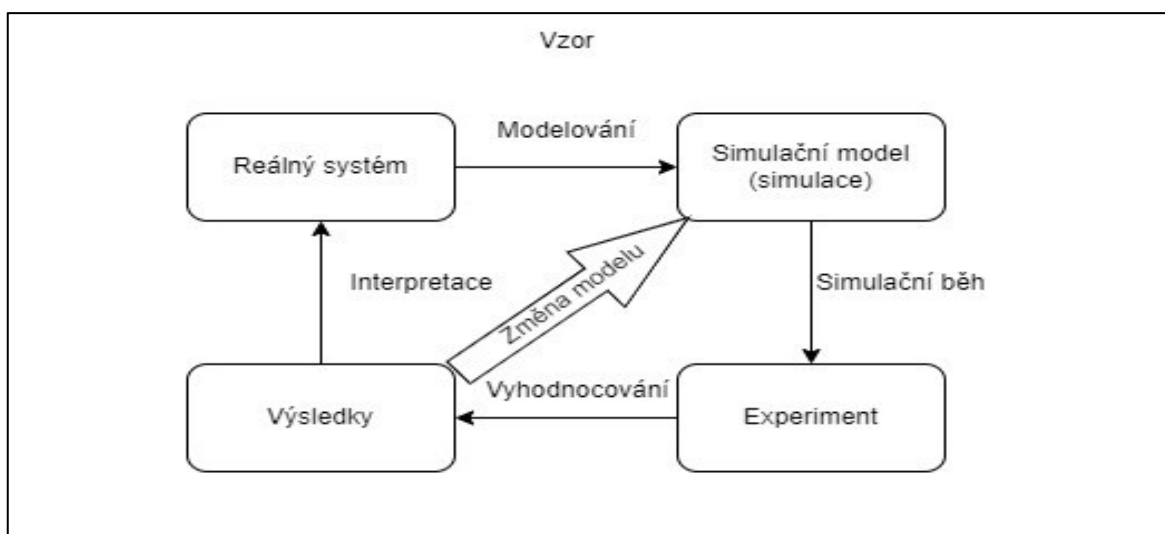 Vzor
Reálný systém
Modelování
Simulační model
(simulace)
Interpretace
Změna modelu
Simulační běh
Výsledky
Vyhodnocování
Experiment